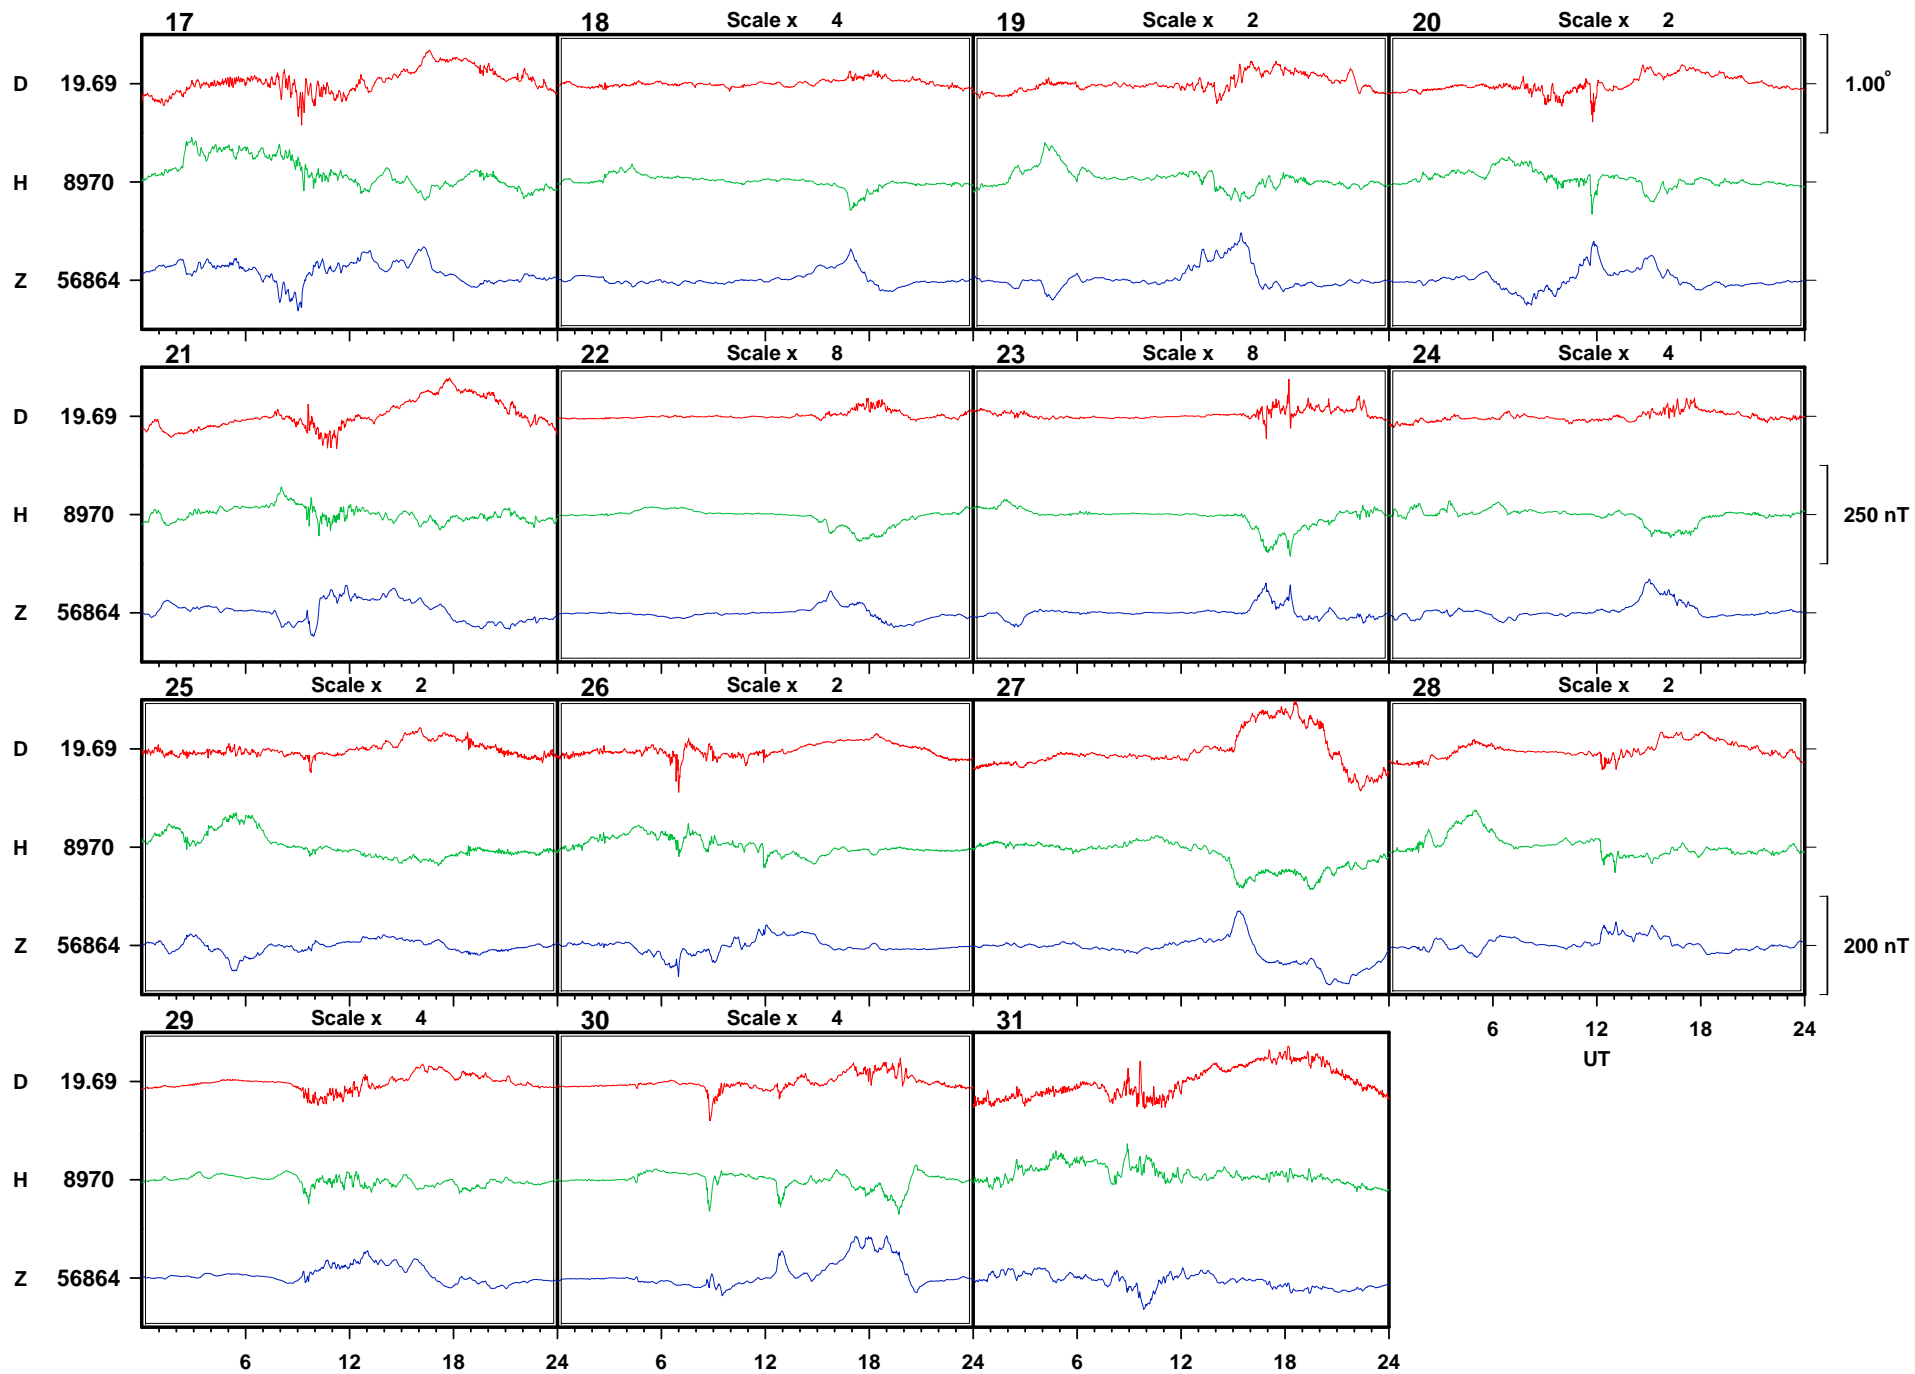 17 18 Scale x 4 19 Scale x 2 20 Scale x 2
D 19.69 1.00°
H 8970
Z 56864
21 22 Scale x 8 23 Scale x 8 24 Scale x 4
D 19.69
H 8970 250 nT
Z 56864
25 Scale x 2 26 Scale x 2 27 28 Scale x 2
D 19.69
H 8970
Z 56864 200 nT
6 12 18 24
UT
29 Scale x 4 30 Scale x 4 31
D 19.69
H 8970
Z 56864
6 12 18 24 6 12 18 24 6 12 18 24